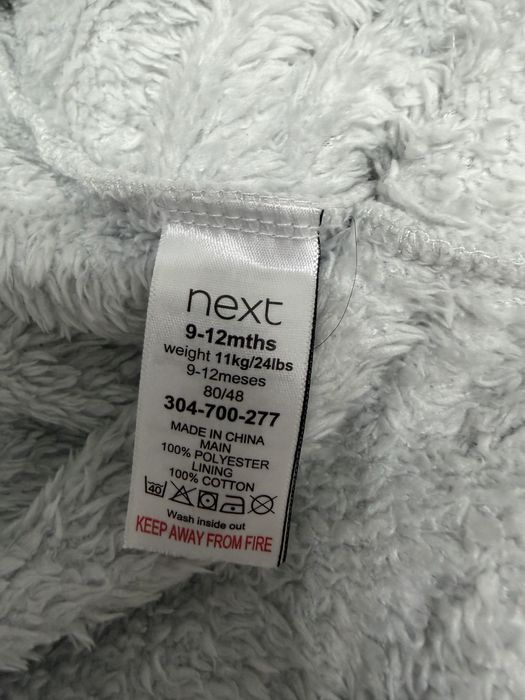 next
9-12mths
weight 11kg/24lbs
9-12meses
80/48
304-700-277
MADE IN CHINA
MAIN
100% POLYESTER
LINING
100% COTTON
40
Wash inside out
KEEP AWAY FROM FIRE